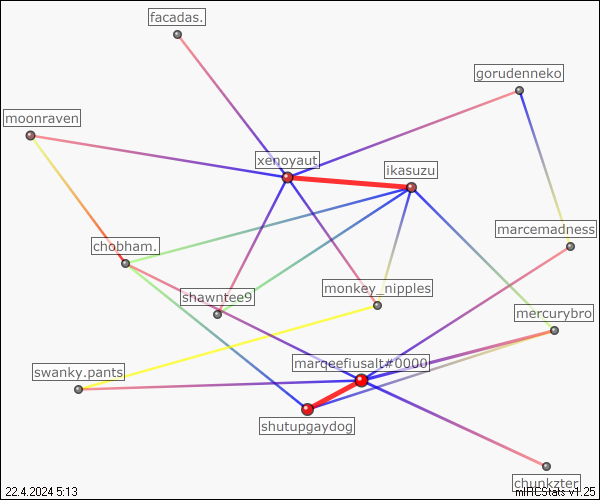 facadas.
gorudenneko
moonraven
xenoyaut
ikasuzu
marcemadness
chobham.
monkey_nipples
shawntee9
mercurybro
marqeefiusalt#0000
swanky.pants
shutupgaydog
chunkzter
22.4.2024 5:13
mIRCStats v1.25